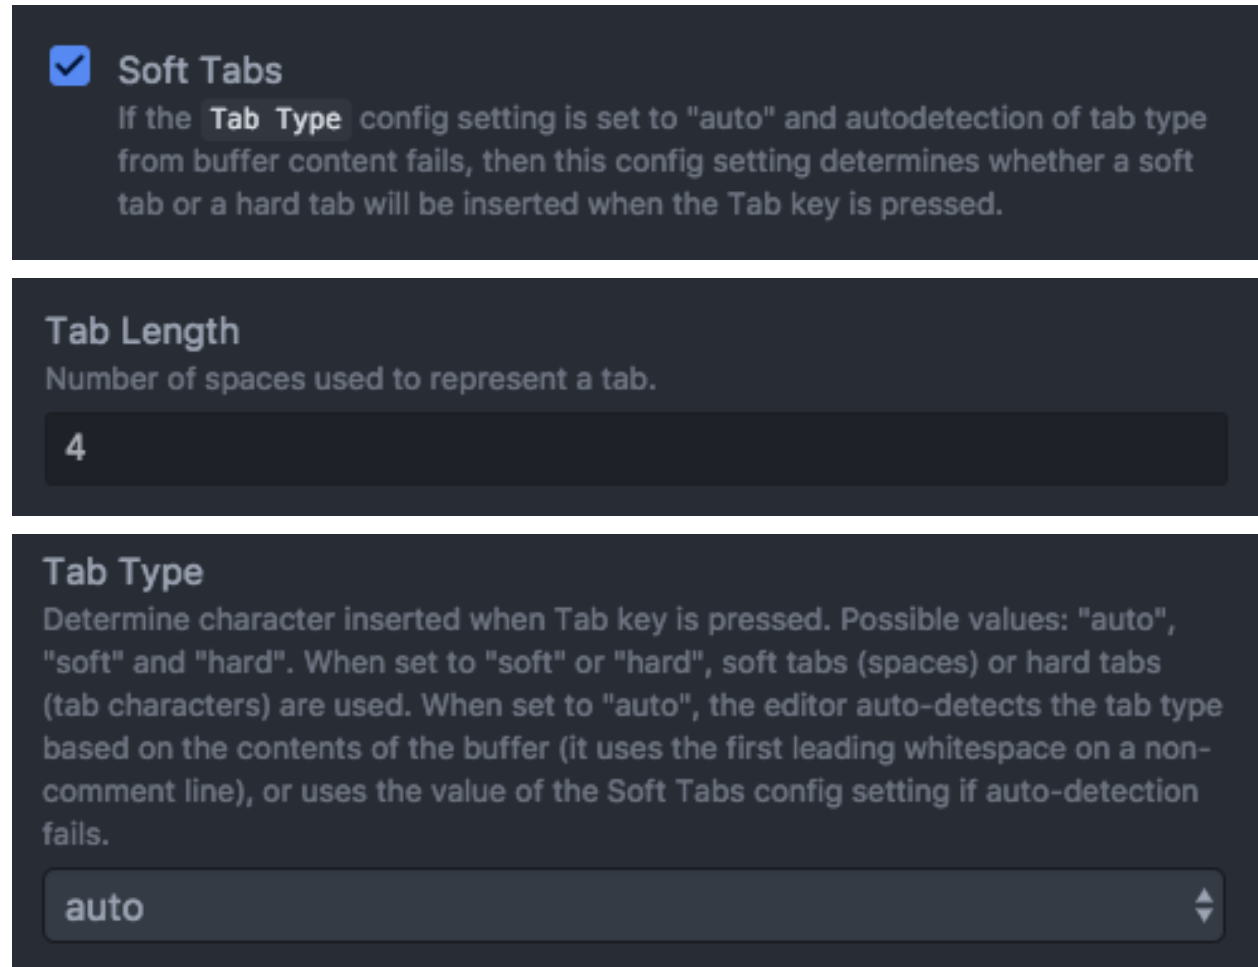 Soft Tabs
If the Tab Type config setting is set to "auto" and autodetection of tab type
from buffer content fails, then this config setting determines whether a soft
tab or a hard tab will be inserted when the Tab key is pressed.
Tab Length
Number of spaces used to represent a tab.
4
Tab Type
Determine character inserted when Tab key is pressed. Possible values: "auto",
"soft" and "hard". When set to "soft" or "hard", soft tabs (spaces) or hard tabs
(tab characters) are used. When set to "auto", the editor auto-detects the tab type
based on the contents of the buffer (it uses the first leading whitespace on a non-
comment line), or uses the value of the Soft Tabs config setting if auto-detection
fails.
auto